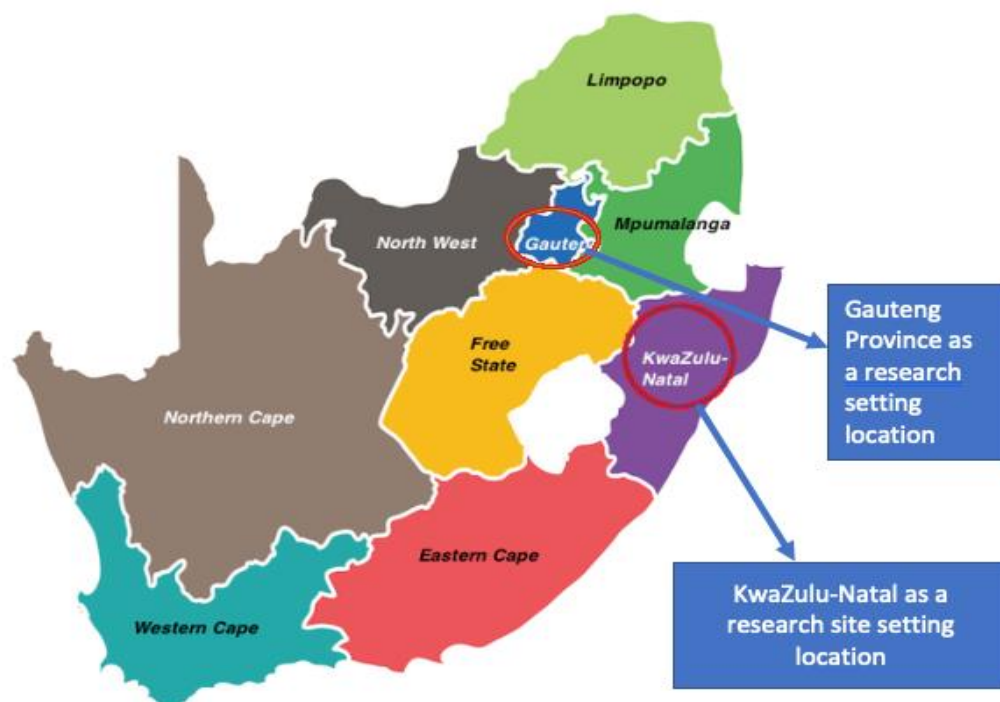 Limpopo
Mpumalanga
North West
Gauten
Free
State
KwaZulu-
Natal
Northern Cape
Eastern Cape
Western Cape
Gauteng
Province as
a research
setting
location
KwaZulu-Natal as a
research site setting
location